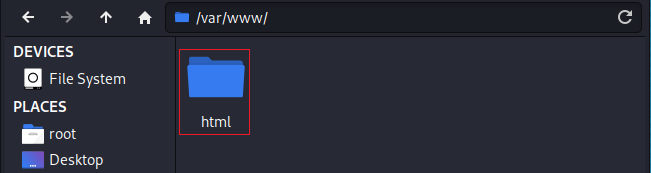 /var/www/
DEVICES
File System
PLACES
root
Desktop
html